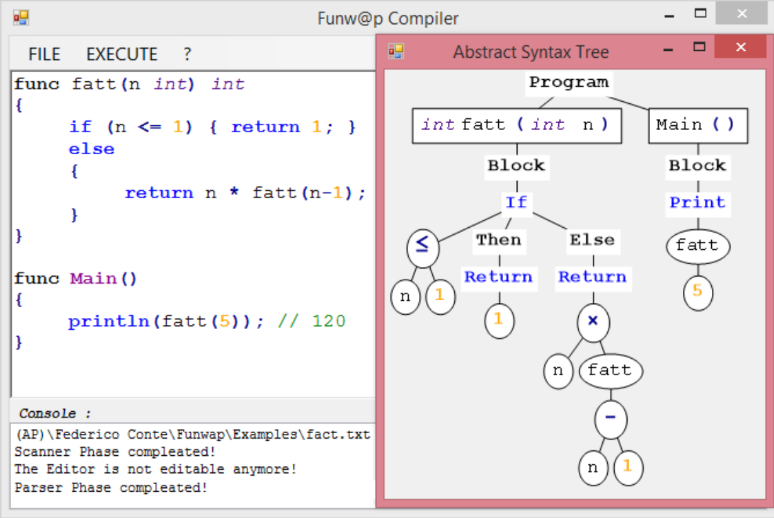 Funw@p Compiler
FILE EXECUTE ?
func fatt(n int) int
{
if (n <= 1) { return 1; }
else
{
return n * fatt(n-1);
}
}
func Main()
{
println(fatt(5)); // 120
}
Console :
(AP)\Federico Conte\Funwap\Examples\fact.txt
Scanner Phase compleated!
The Editor is not editable anymore!
Parser Phase compleated!
Abstract Syntax Tree
Program
int fatt ( int n ) Main ()
Block Block
If Print
≤ Then Else fatt
n 1 Return Return 5
1 ×
n fatt
−
n 1